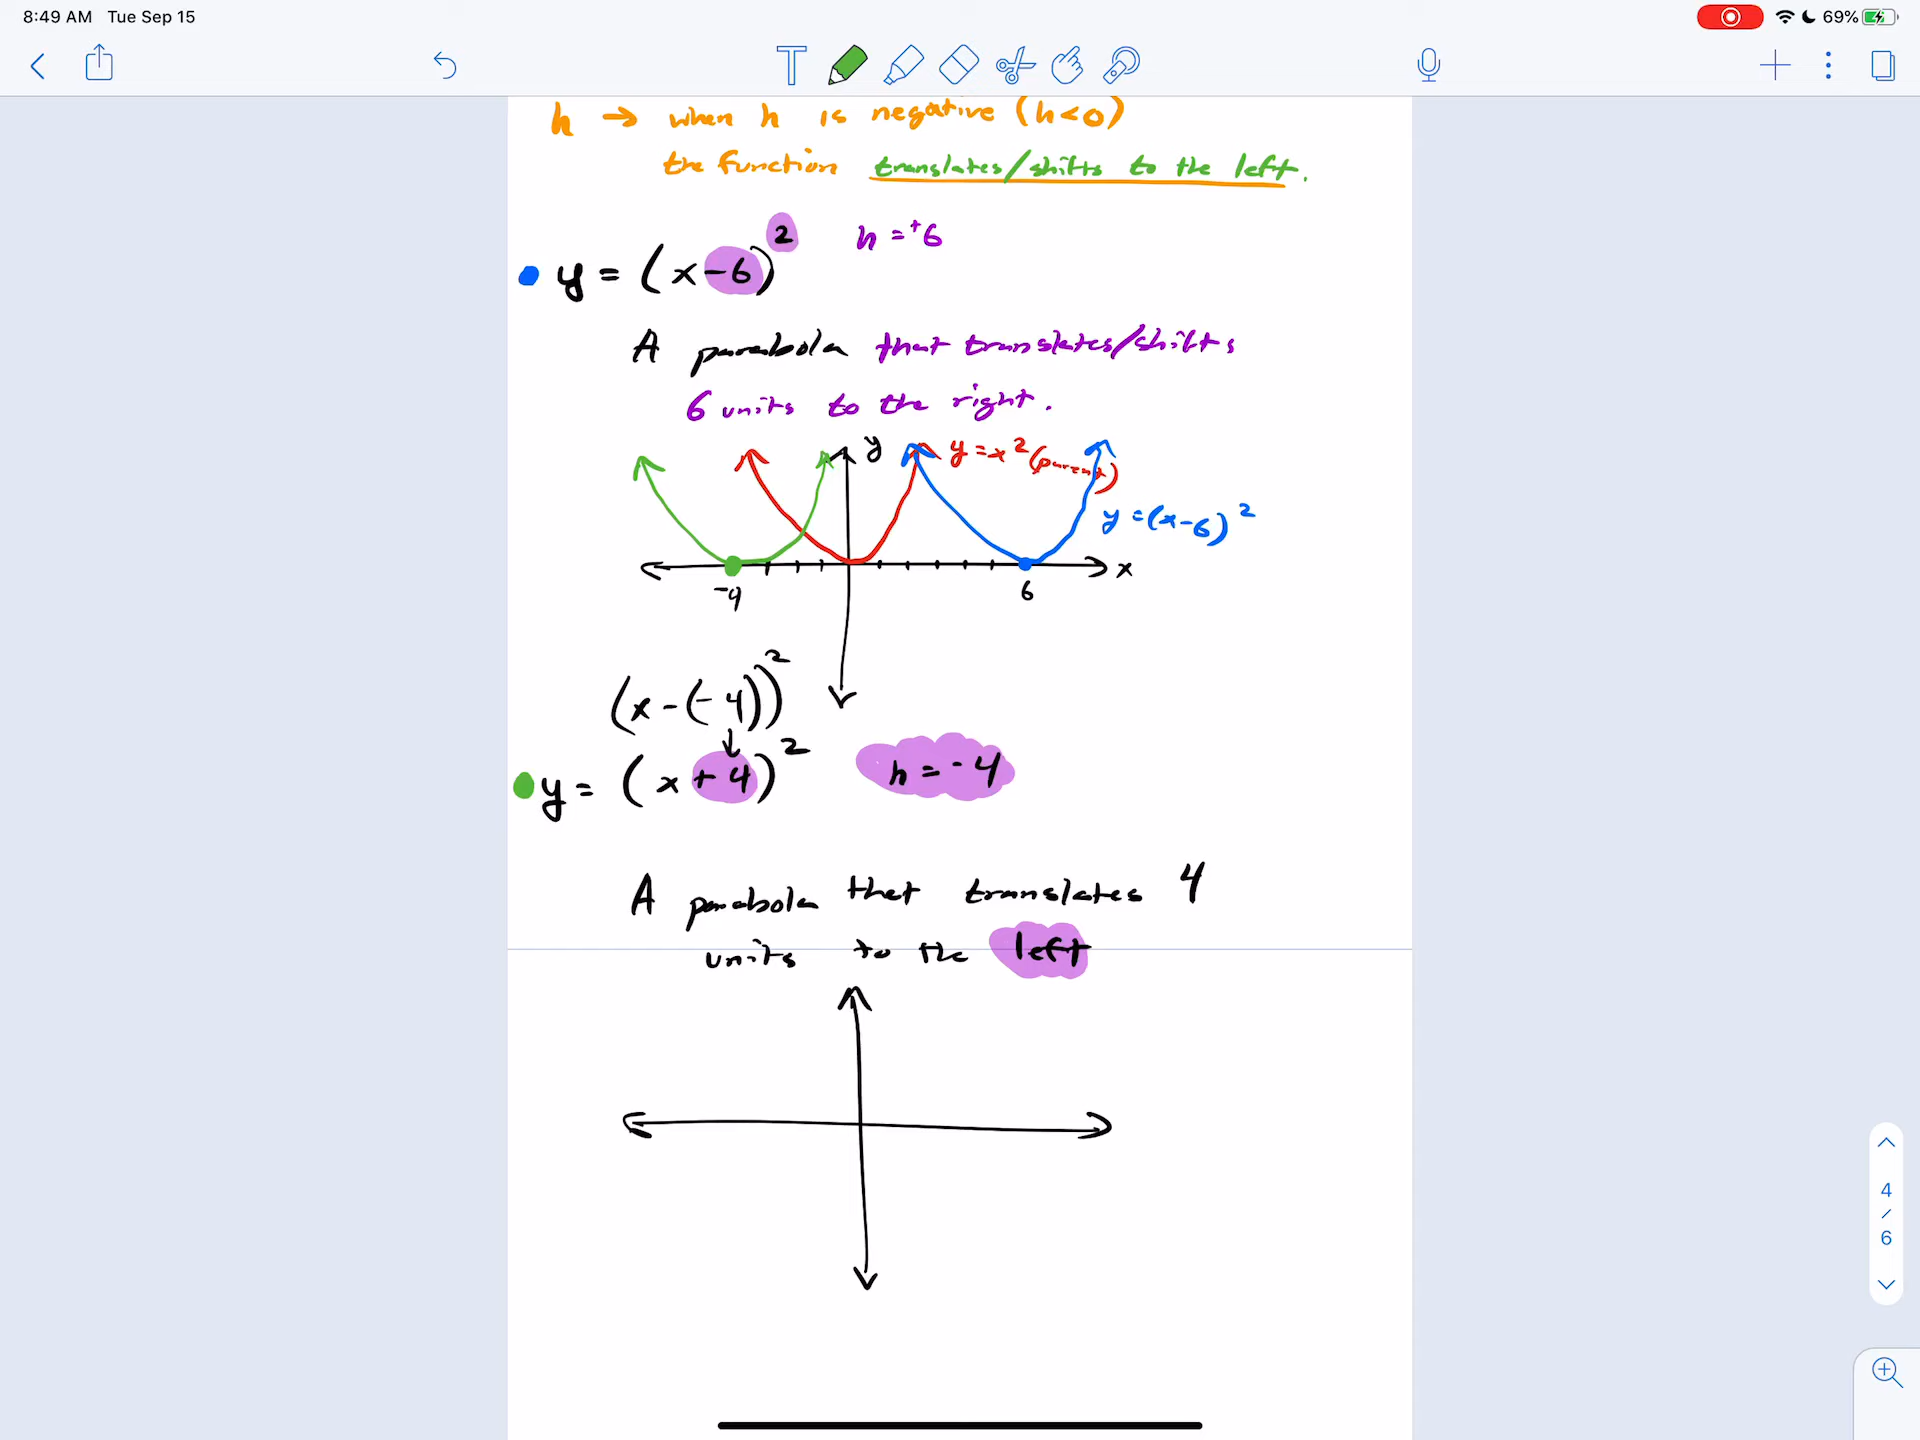 8:49 AM Tue Sep 15
69%
T
h → when h is negative (h<0)
the function translates/shifts to the left.
y = (x-6)² h = +6
A parabola that translates/shifts
6 units to the right.
y y = x² (parent)
y = (x-6)²
x
-4 6
(x-(-4))²
↓
y = (x+4)² h = -4
A parabola that translates 4
units to the left
4
/
6